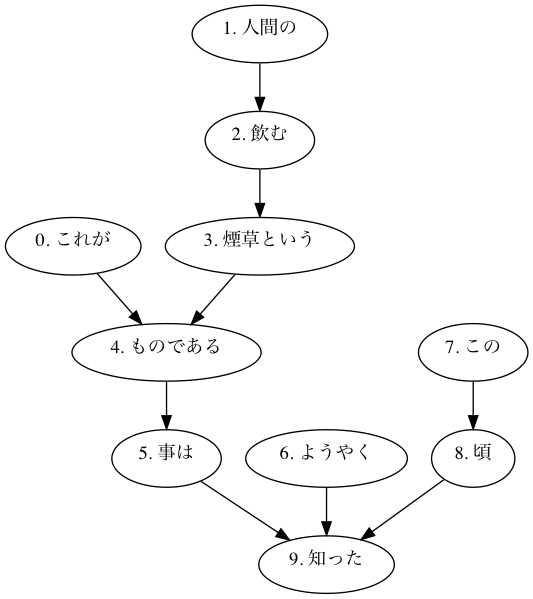 1. 人間の
2. 飲む
0. これが
3. 煙草という
4. ものである
7. この
5. 事は
6. ようやく
8. 頃
9. 知った